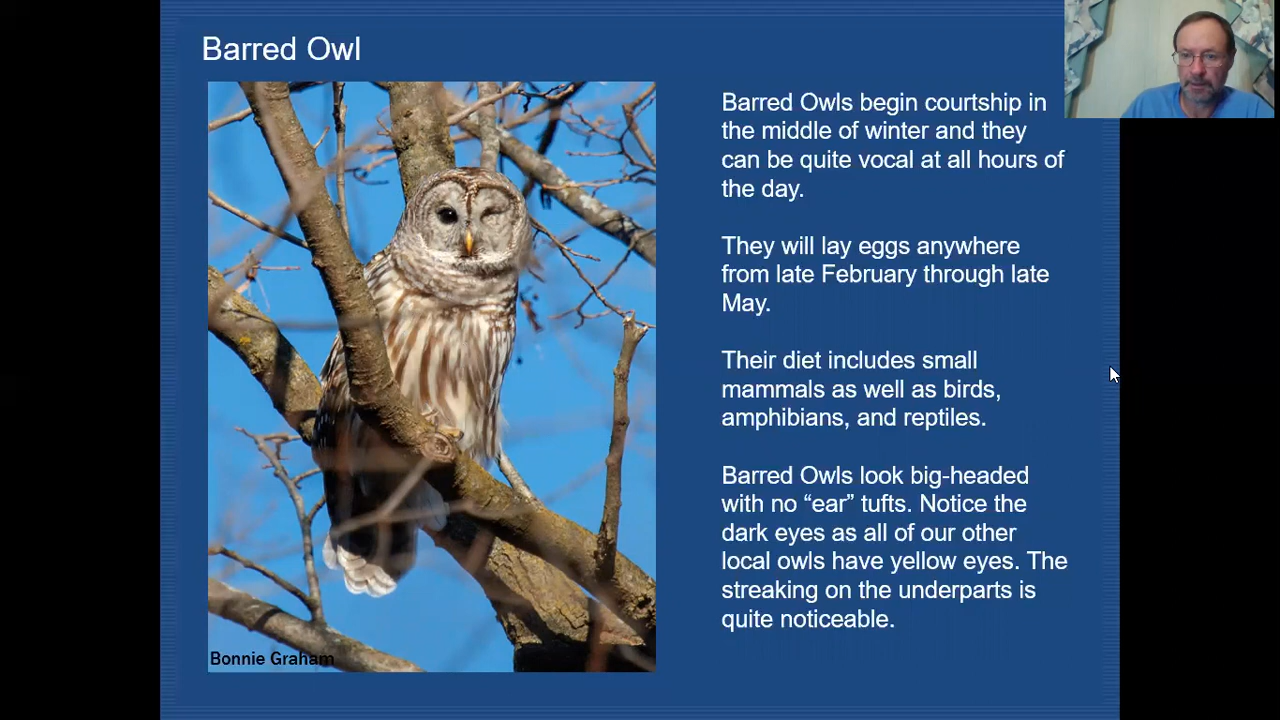 Barred Owl
Barred Owls begin courtship in
the middle of winter and they
can be quite vocal at all hours of
the day.
They will lay eggs anywhere
from late February through late
May.
Their diet includes small
mammals as well as birds,
amphibians, and reptiles.
Barred Owls look big-headed
with no “ear” tufts. Notice the
dark eyes as all of our other
local owls have yellow eyes. The
streaking on the underparts is
quite noticeable.
Bonnie Graham